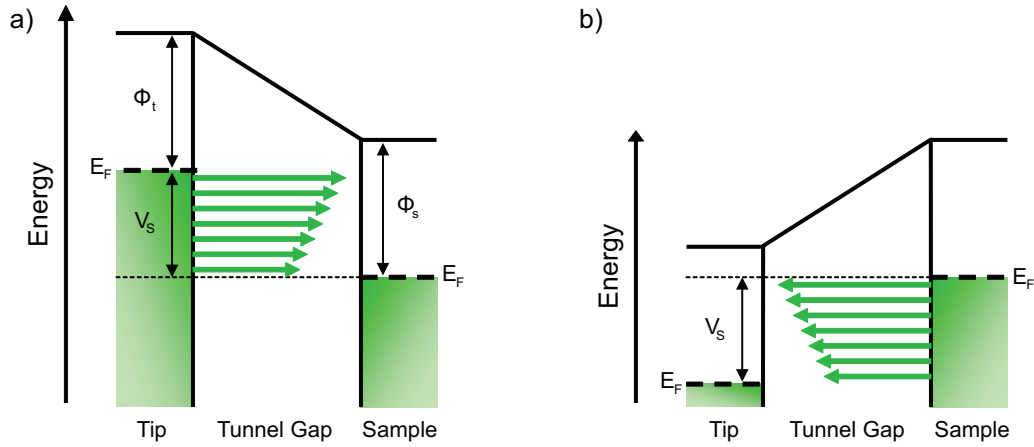 a)
Energy
Φt
EF
VS
Φs
EF
Tip
Tunnel Gap
Sample
b)
Energy
EF
VS
EF
Tip
Tunnel Gap
Sample